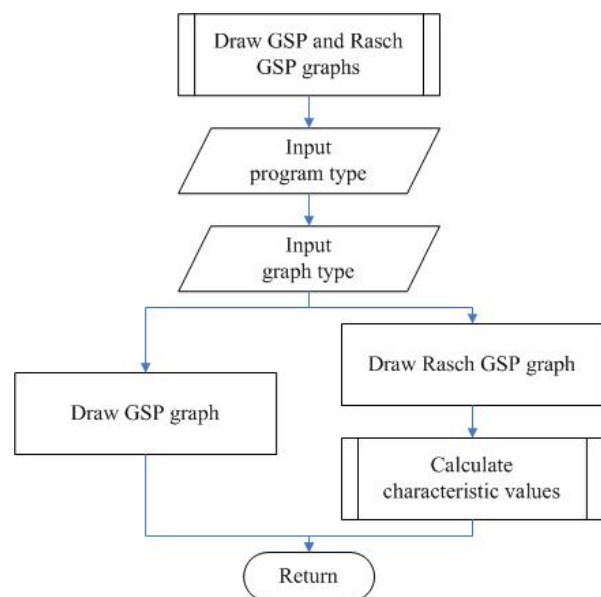 Draw GSP and Rasch
GSP graphs
Input
program type
Input
graph type
Draw GSP graph
Draw Rasch GSP graph
Calculate
characteristic values
Return